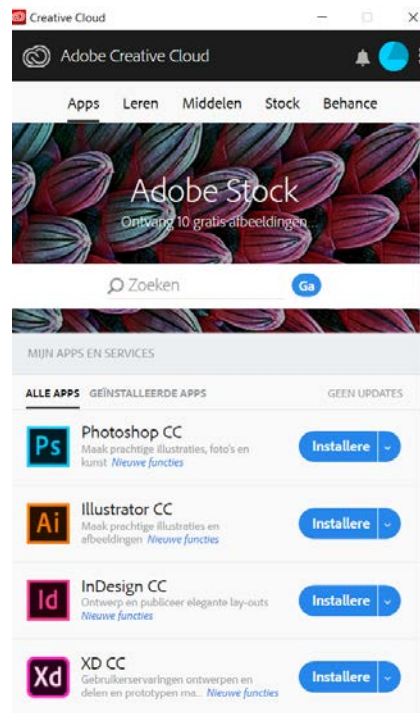 Creative Cloud
Adobe Creative Cloud
Apps Leren Middelen Stock Behance
Adobe Stock
Ontvang 10 gratis afbeeldingen...
Zoeken
Ga
MIJN APPS EN SERVICES
ALLE APPS GEÏNSTALLEERDE APPS GEEN UPDATES
Ps
Photoshop CC
Maak prachtige illustraties, foto's en
kunst Nieuwe functies
Installere
Ai
Illustrator CC
Maak prachtige illustraties en
afbeeldingen Nieuwe functies
Installere
Id
InDesign CC
Ontwerp en publiceer elegante lay-outs
Nieuwe functies
Installere
Xd
XD CC
Gebruikerservaringen ontwerpen en
delen en prototypen ma... Nieuwe functies
Installere